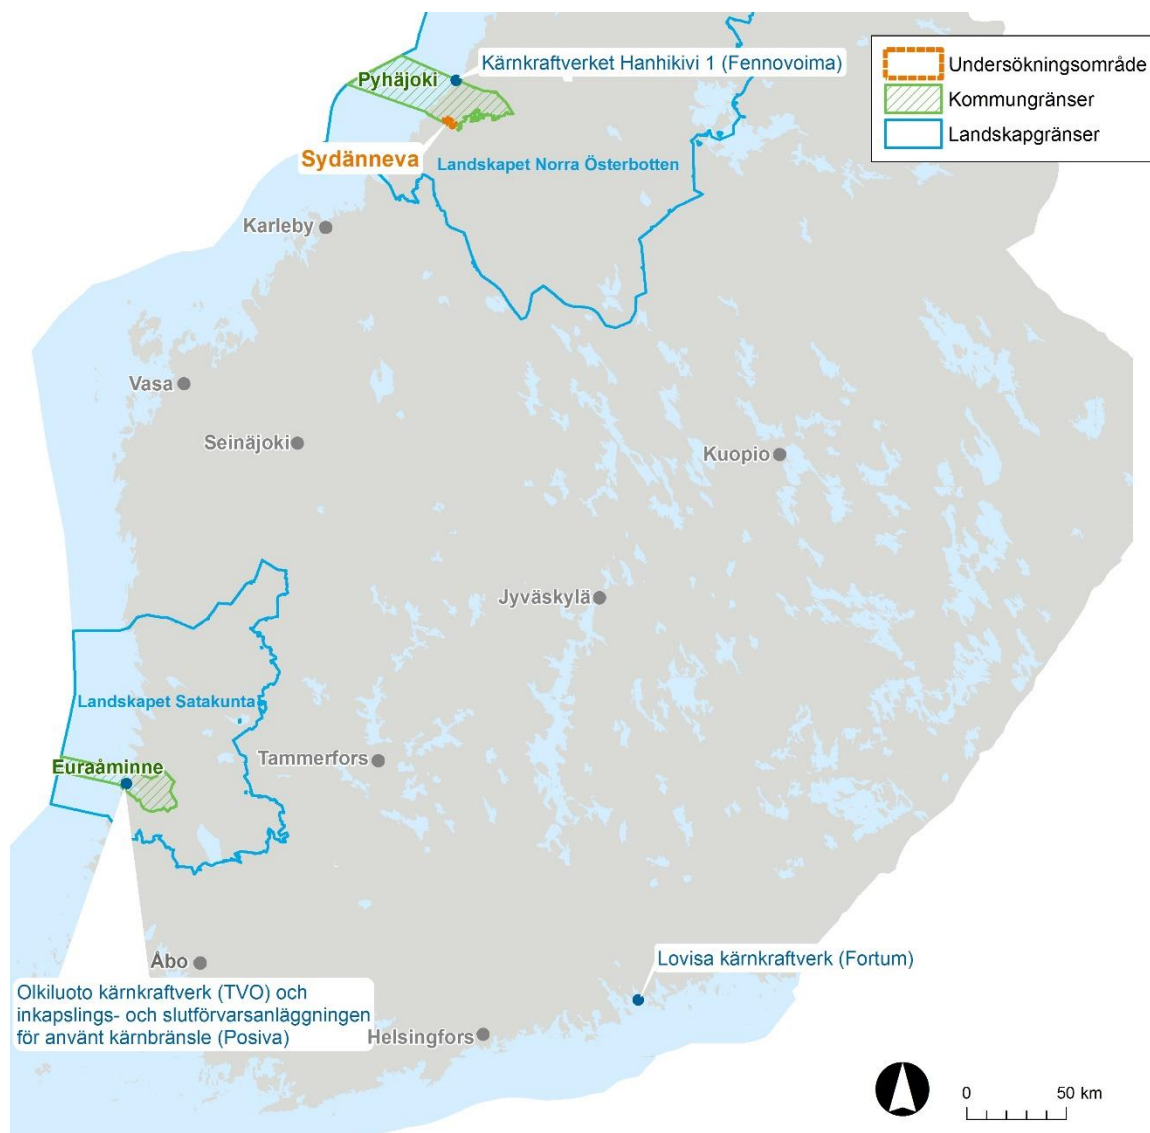 Kärnkraftverket Hanhikivi 1 (Fennovoima)
Pyhäjoki
Sydänneva
Landskapet Norra Österbotten
Undersökningsområde
Kommungränser
Landskapgränser
Karleby
Vasa
Seinäjoki
Kuopio
Jyväskylä
Landskapet Satakunta
Euraåminne
Tammerfors
Åbo
Lovisa kärnkraftverk (Fortum)
Olkiluoto kärnkraftverk (TVO) och
inkapslings- och slutförvarsanläggningen
för använt kärnbränsle (Posiva)
Helsingfors
0 50 km